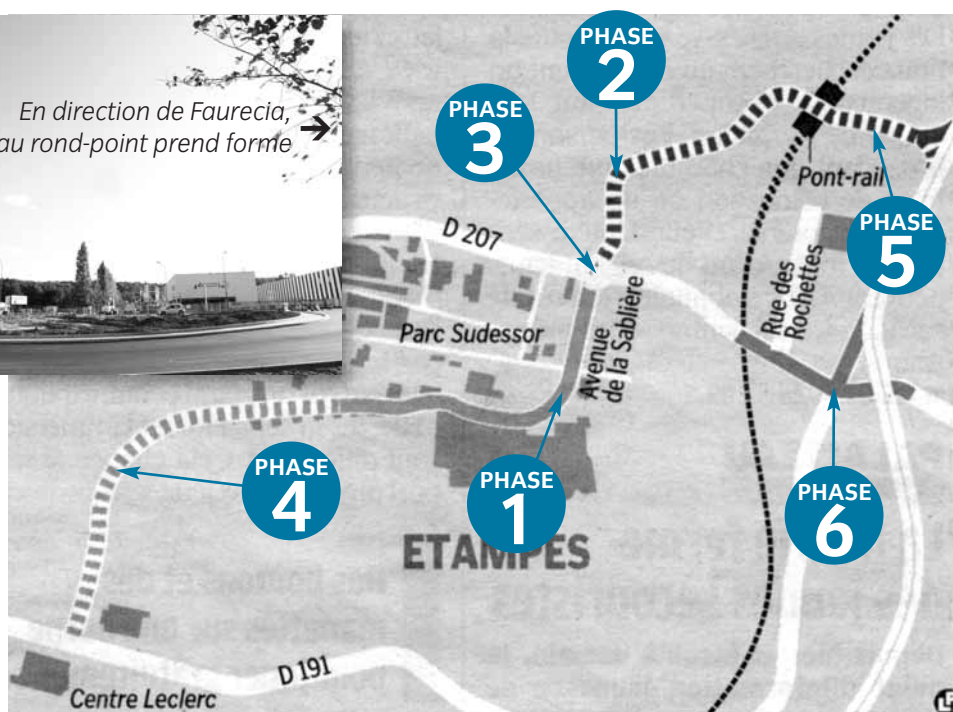 En direction de Faurecia,
au rond-point prend forme
PHASE
2
PHASE
3
Pont-rail
PHASE
5
D 207
Rue des
Rochettes
Parc Sudessor
Avenue
de la Sablière
PHASE
4
PHASE
1
PHASE
6
ETAMPES
D 191
Centre Leclerc